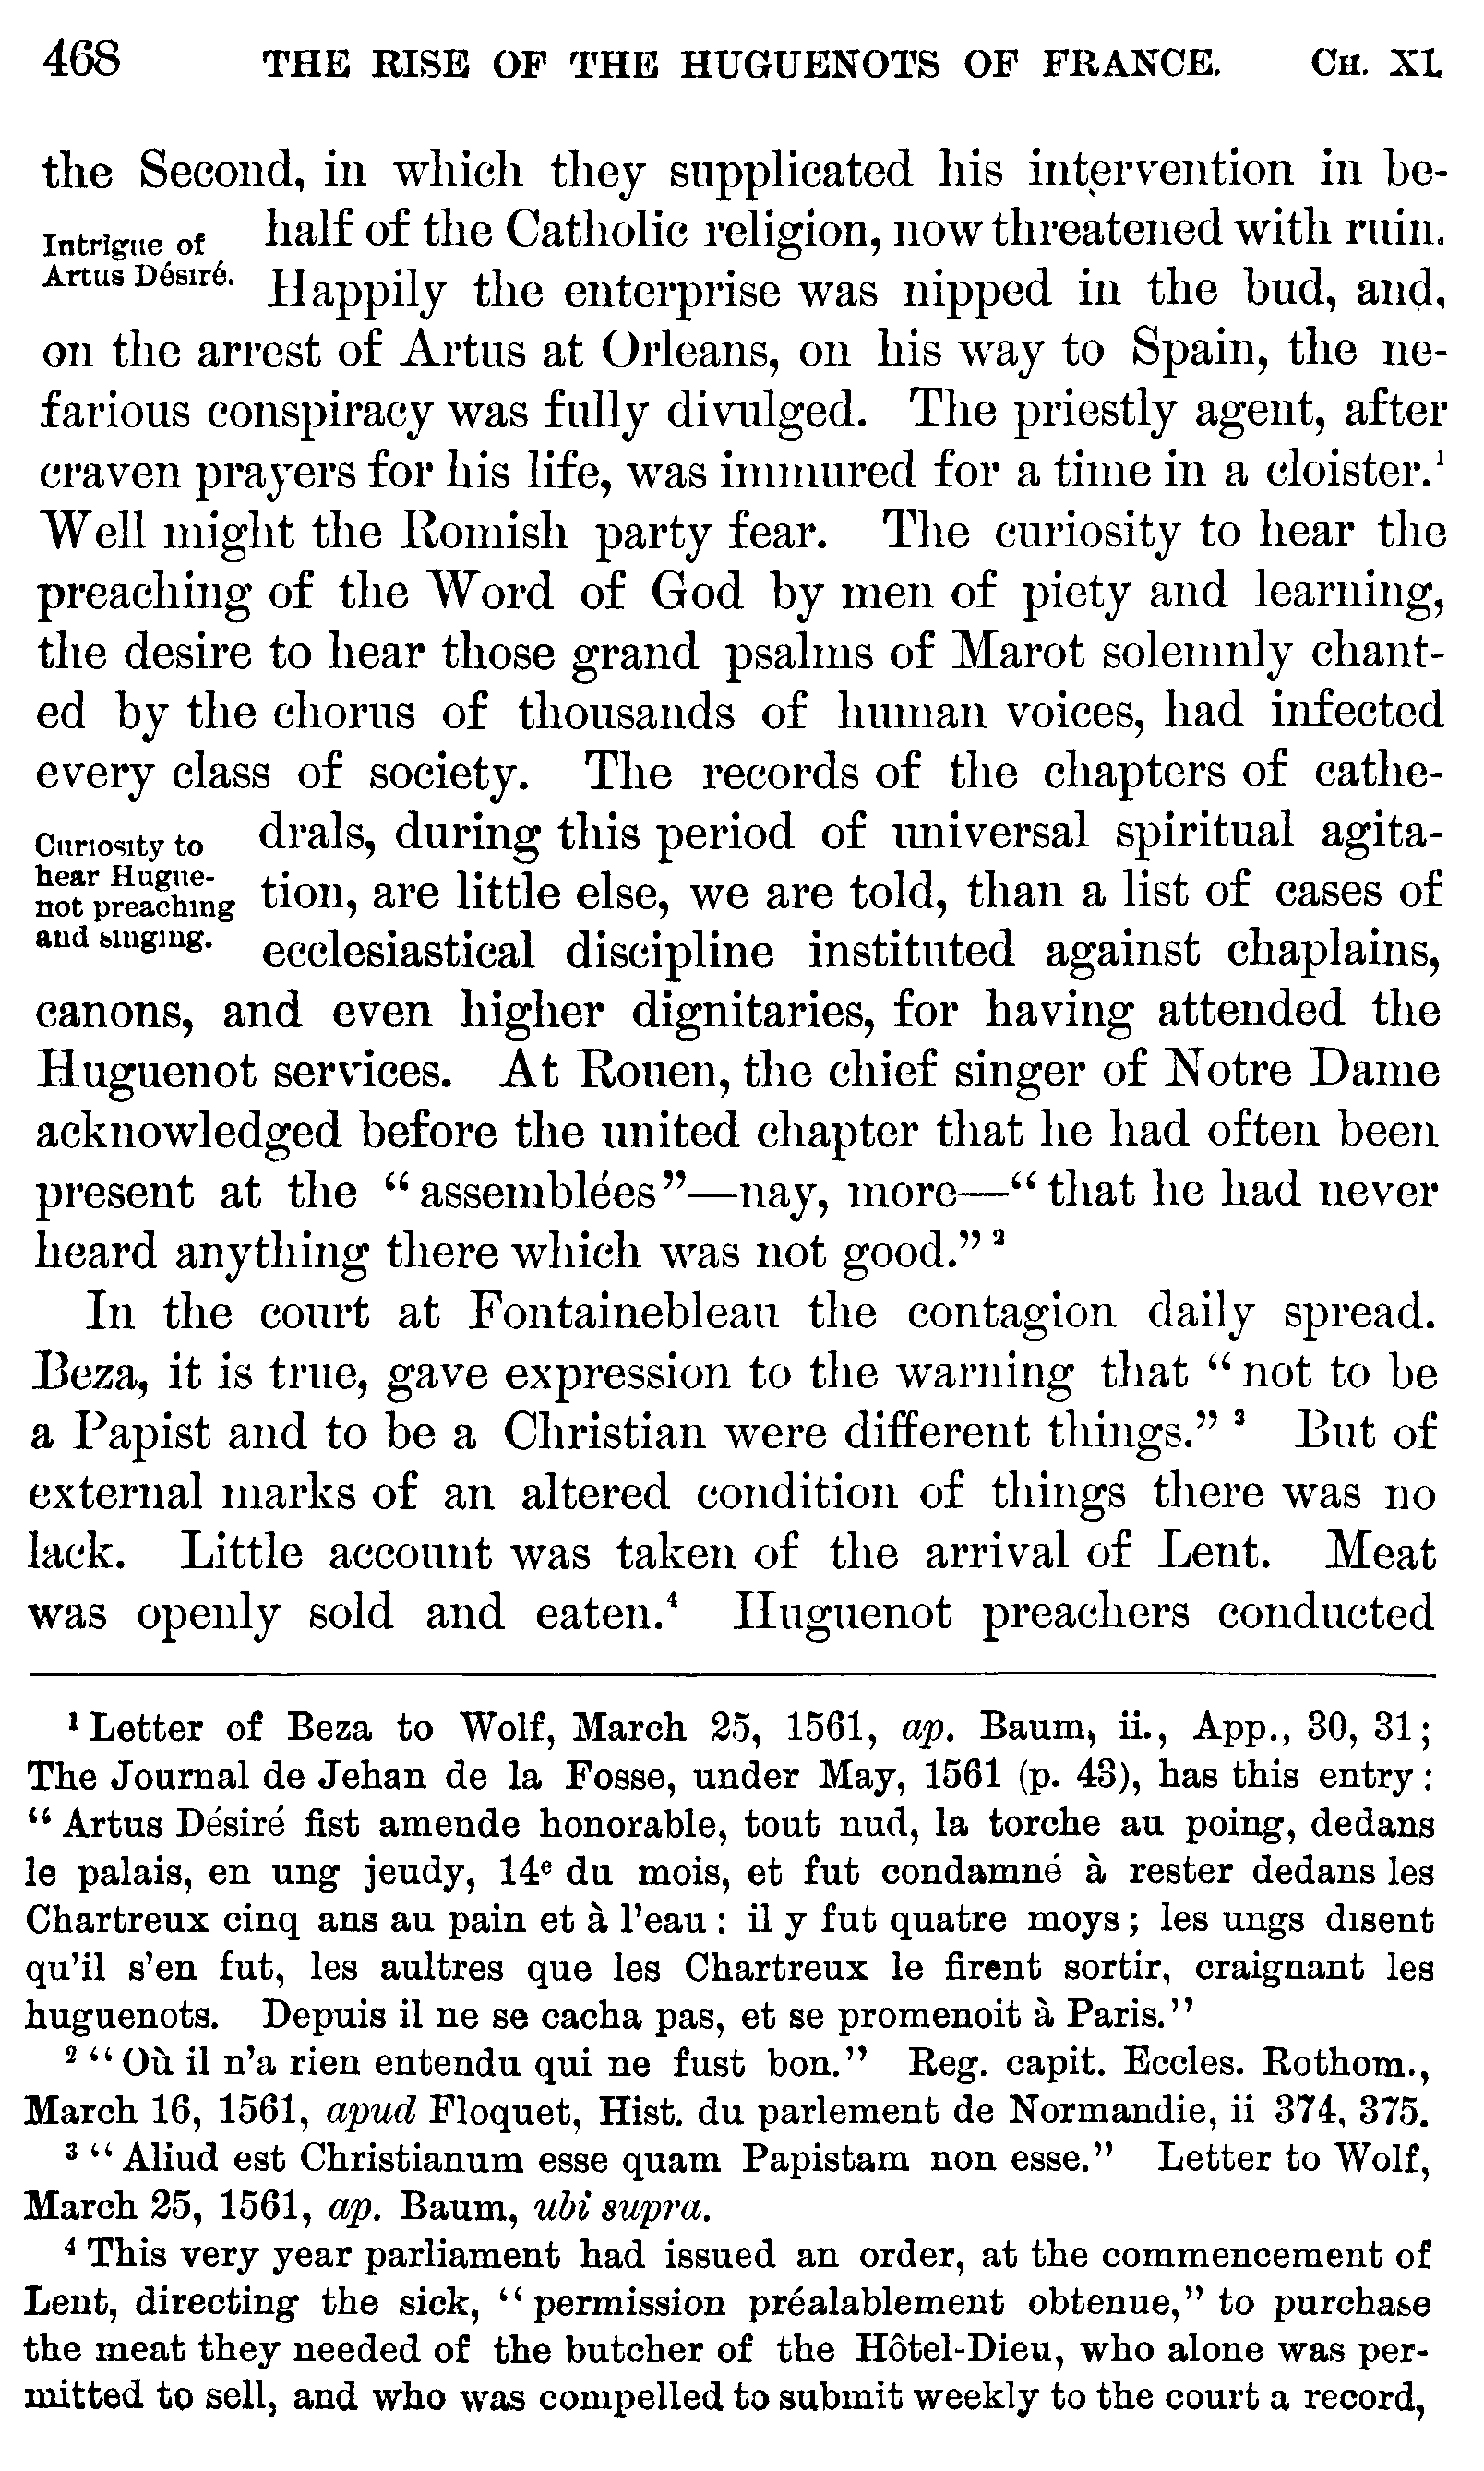 468 THE RISE OF THE HUGUENOTS OF FRANCE. CH. XI.
the Second, in which they supplicated his intervention in be-
Intrigue of
Artus Désiré.
half of the Catholic religion, now threatened with ruin.
Happily the enterprise was nipped in the bud, and,
on the arrest of Artus at Orleans, on his way to Spain, the ne-
farious conspiracy was fully divulged. The priestly agent, after
craven prayers for his life, was immured for a time in a cloister.¹
Well might the Romish party fear. The curiosity to hear the
preaching of the Word of God by men of piety and learning,
the desire to hear those grand psalms of Marot solemnly chant-
ed by the chorus of thousands of human voices, had infected
every class of society. The records of the chapters of cathe-
Curiosity to
hear Hugue-
not preaching
and singing.
drals, during this period of universal spiritual agita-
tion, are little else, we are told, than a list of cases of
ecclesiastical discipline instituted against chaplains,
canons, and even higher dignitaries, for having attended the
Huguenot services. At Rouen, the chief singer of Notre Dame
acknowledged before the united chapter that he had often been
present at the “assemblées”—nay, more—“that he had never
heard anything there which was not good.”²
In the court at Fontainebleau the contagion daily spread.
Beza, it is true, gave expression to the warning that “not to be
a Papist and to be a Christian were different things.”³ But of
external marks of an altered condition of things there was no
lack. Little account was taken of the arrival of Lent. Meat
was openly sold and eaten.⁴ Huguenot preachers conducted
¹ Letter of Beza to Wolf, March 25, 1561, ap. Baum, ii., App., 30, 31;
The Journal de Jehan de la Fosse, under May, 1561 (p. 43), has this entry:
“Artus Désiré fist amende honorable, tout nud, la torche au poing, dedans
le palais, en ung jeudy, 14e du mois, et fut condamné à rester dedans les
Chartreux cinq ans au pain et à l’eau: il y fut quatre moys; les ungs disent
qu’il s’en fut, les aultres que les Chartreux le firent sortir, craignant les
huguenots. Depuis il ne se cacha pas, et se promenoit à Paris.”
² “Où il n’a rien entendu qui ne fust bon.” Reg. capit. Eccles. Rothom.,
March 16, 1561, apud Floquet, Hist. du parlement de Normandie, ii 374, 375.
³ “Aliud est Christianum esse quam Papistam non esse.” Letter to Wolf,
March 25, 1561, ap. Baum, ubi supra.
⁴ This very year parliament had issued an order, at the commencement of
Lent, directing the sick, “permission préalablement obtenue,” to purchase
the meat they needed of the butcher of the Hôtel-Dieu, who alone was per-
mitted to sell, and who was compelled to submit weekly to the court a record,